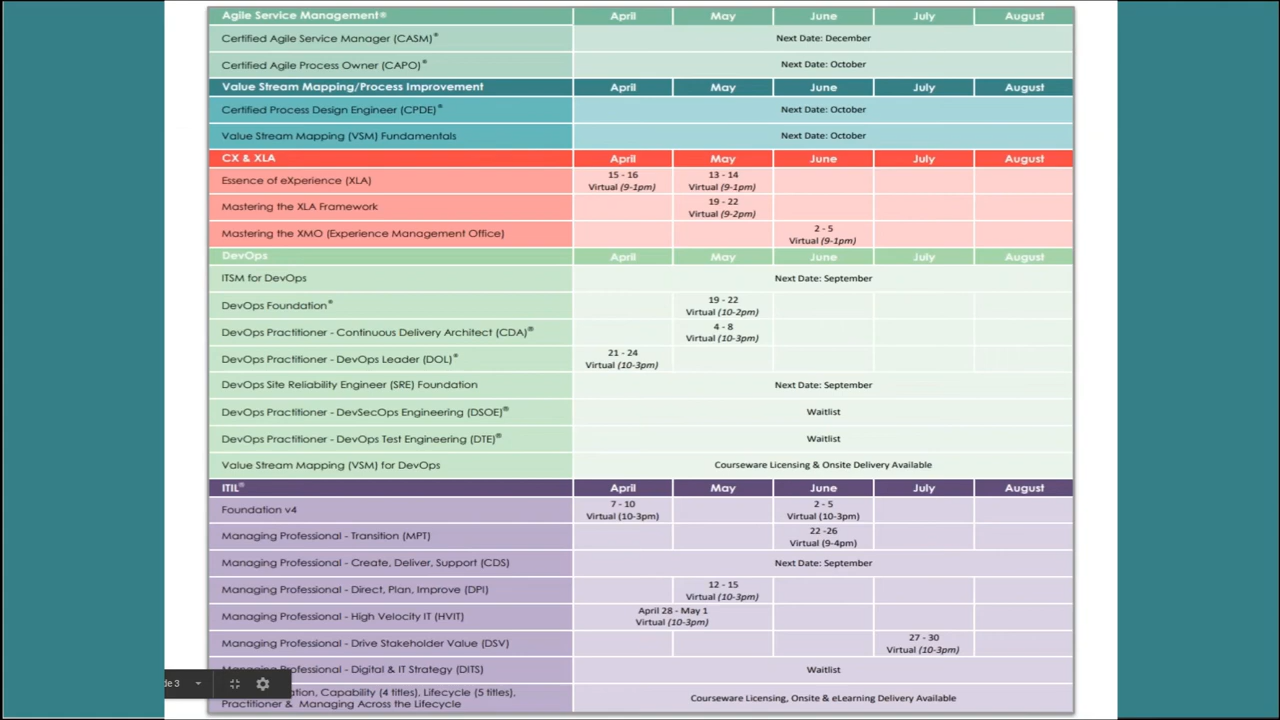 Agile Service Management® April May June July August
Certified Agile Service Manager (CASM)® Next Date: December
Certified Agile Process Owner (CAPO)® Next Date: October
Value Stream Mapping/Process Improvement April May June July August
Certified Process Design Engineer (CPDE)® Next Date: October
Value Stream Mapping (VSM) Fundamentals Next Date: October
CX & XLA April May June July August
Essence of eXperience (XLA) 15 - 16 Virtual (9-1pm) 13 - 14 Virtual (9-1pm)
Mastering the XLA Framework 19 - 22 Virtual (9-2pm)
Mastering the XMO (Experience Management Office) 2 - 5 Virtual (9-1pm)
DevOps April May June July August
ITSM for DevOps Next Date: September
DevOps Foundation® 19 - 22 Virtual (10-2pm)
DevOps Practitioner - Continuous Delivery Architect (CDA)® 4 - 8 Virtual (10-3pm)
DevOps Practitioner - DevOps Leader (DOL)® 21 - 24 Virtual (10-3pm)
DevOps Site Reliability Engineer (SRE) Foundation Next Date: September
DevOps Practitioner - DevSecOps Engineering (DSOE)® Waitlist
DevOps Practitioner - DevOps Test Engineering (DTE)® Waitlist
Value Stream Mapping (VSM) for DevOps Courseware Licensing & Onsite Delivery Available
ITIL® April May June July August
Foundation v4 7 - 10 Virtual (10-3pm) 2 - 5 Virtual (10-3pm)
Managing Professional - Transition (MPT) 22 -26 Virtual (9-4pm)
Managing Professional - Create, Deliver, Support (CDS) Next Date: September
Managing Professional - Direct, Plan, Improve (DPI) 12 - 15 Virtual (10-3pm)
Managing Professional - High Velocity IT (HVIT) April 28 - May 1 Virtual (10-3pm)
Managing Professional - Drive Stakeholder Value (DSV) 27 - 30 Virtual (10-3pm)
Managing Professional - Digital & IT Strategy (DITS) Waitlist
Capability (4 titles), Lifecycle (5 titles), Courseware Licensing, Onsite & eLearning Delivery Available
Practitioner & Managing Across the Lifecycle
3